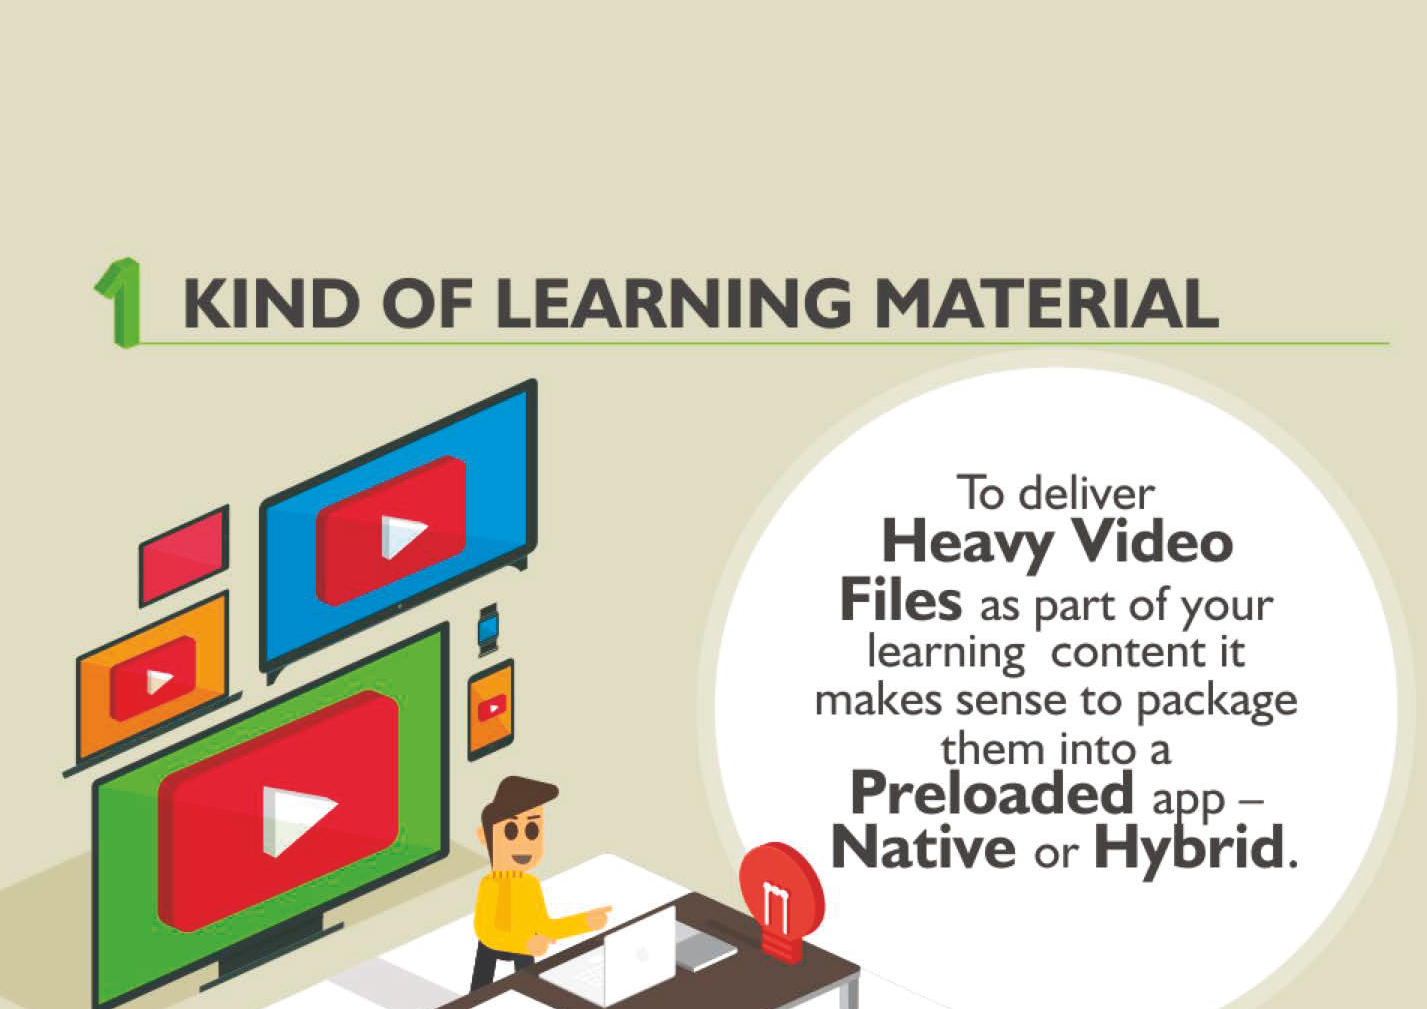 1 KIND OF LEARNING MATERIAL
To deliver
Heavy Video
Files as part of your
learning content it
makes sense to package
them into a
Preloaded app –
Native or Hybrid.